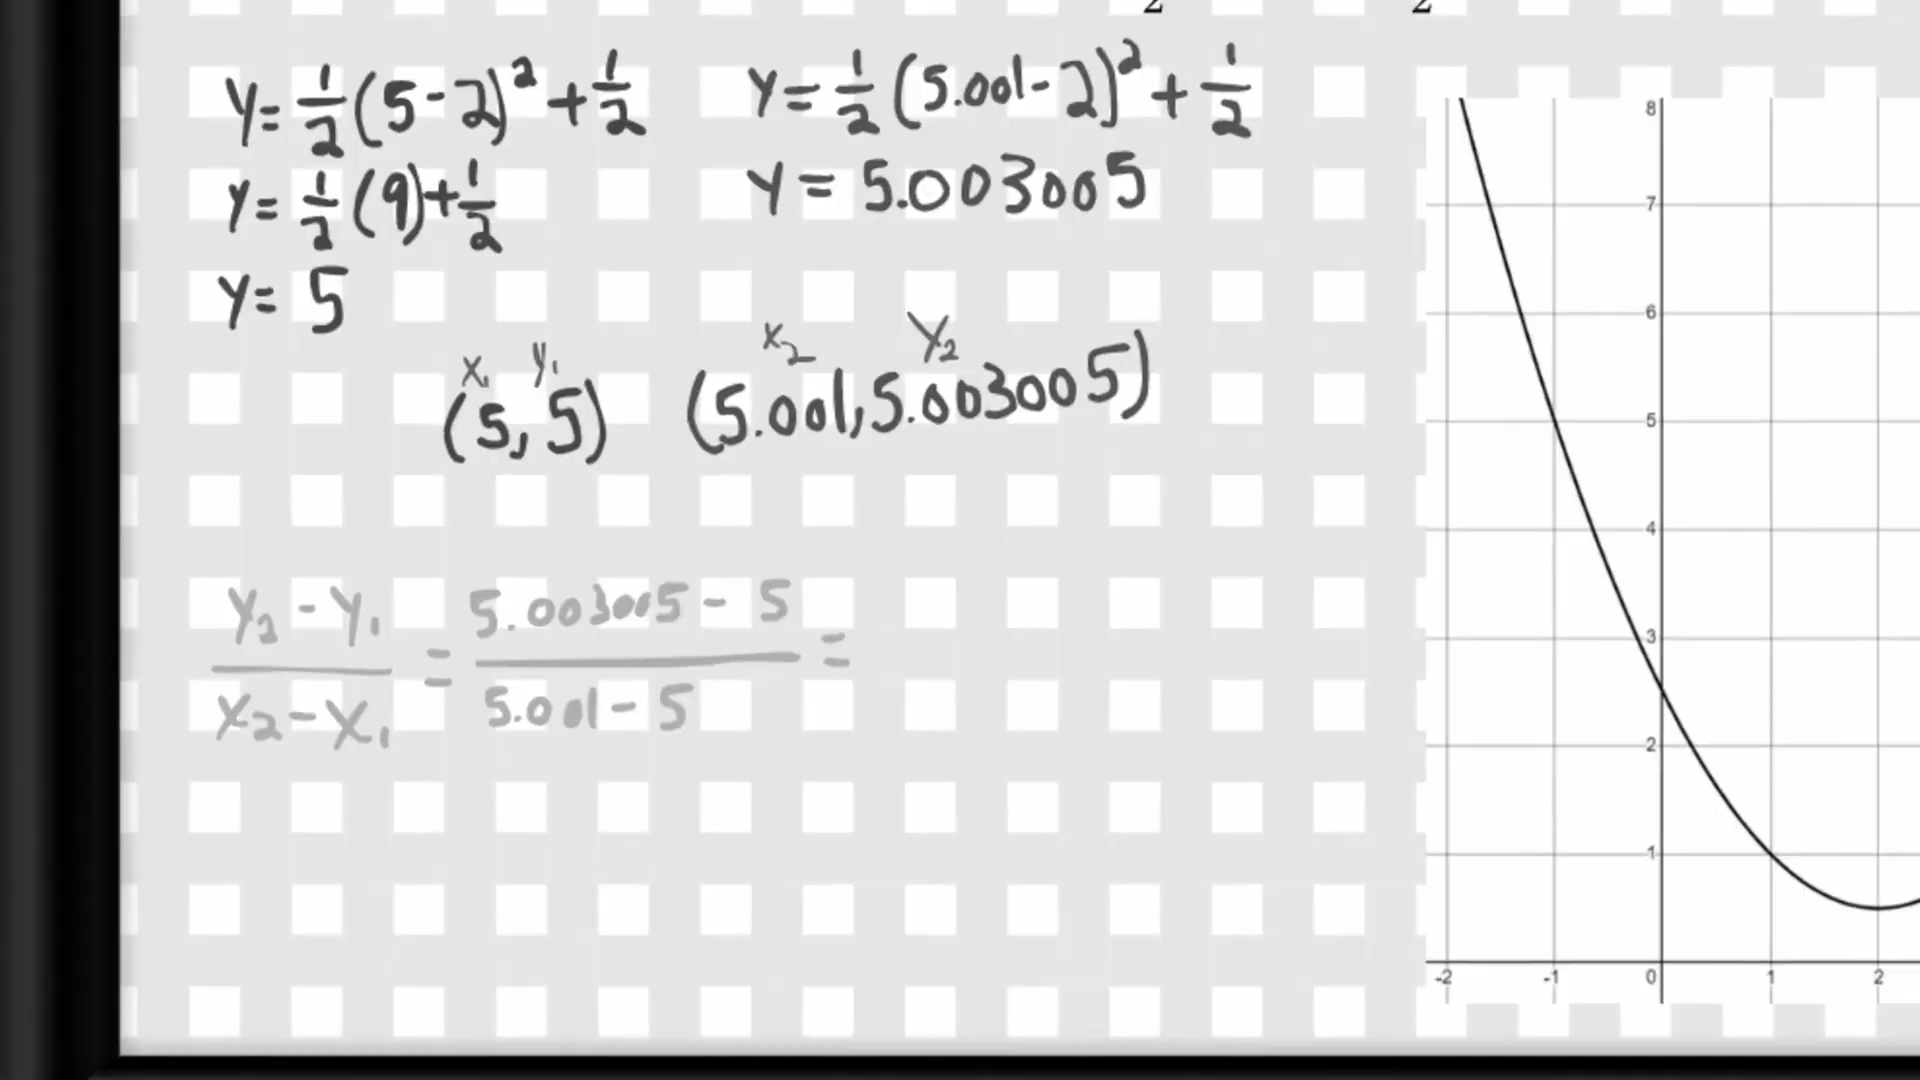 2 2
y = 1/2 (5 - 2)² + 1/2
y = 1/2 (9) + 1/2
y = 5
y = 1/2 (5.001 - 2)² + 1/2
y = 5.003005
x₁ y₁
(5, 5)
x₂ y₂
(5.001, 5.003005)
y₂ - y₁ / x₂ - x₁ = 5.003005 - 5 / 5.001 - 5 =
8
7
6
5
4
3
2
1
-2 -1 0 1 2